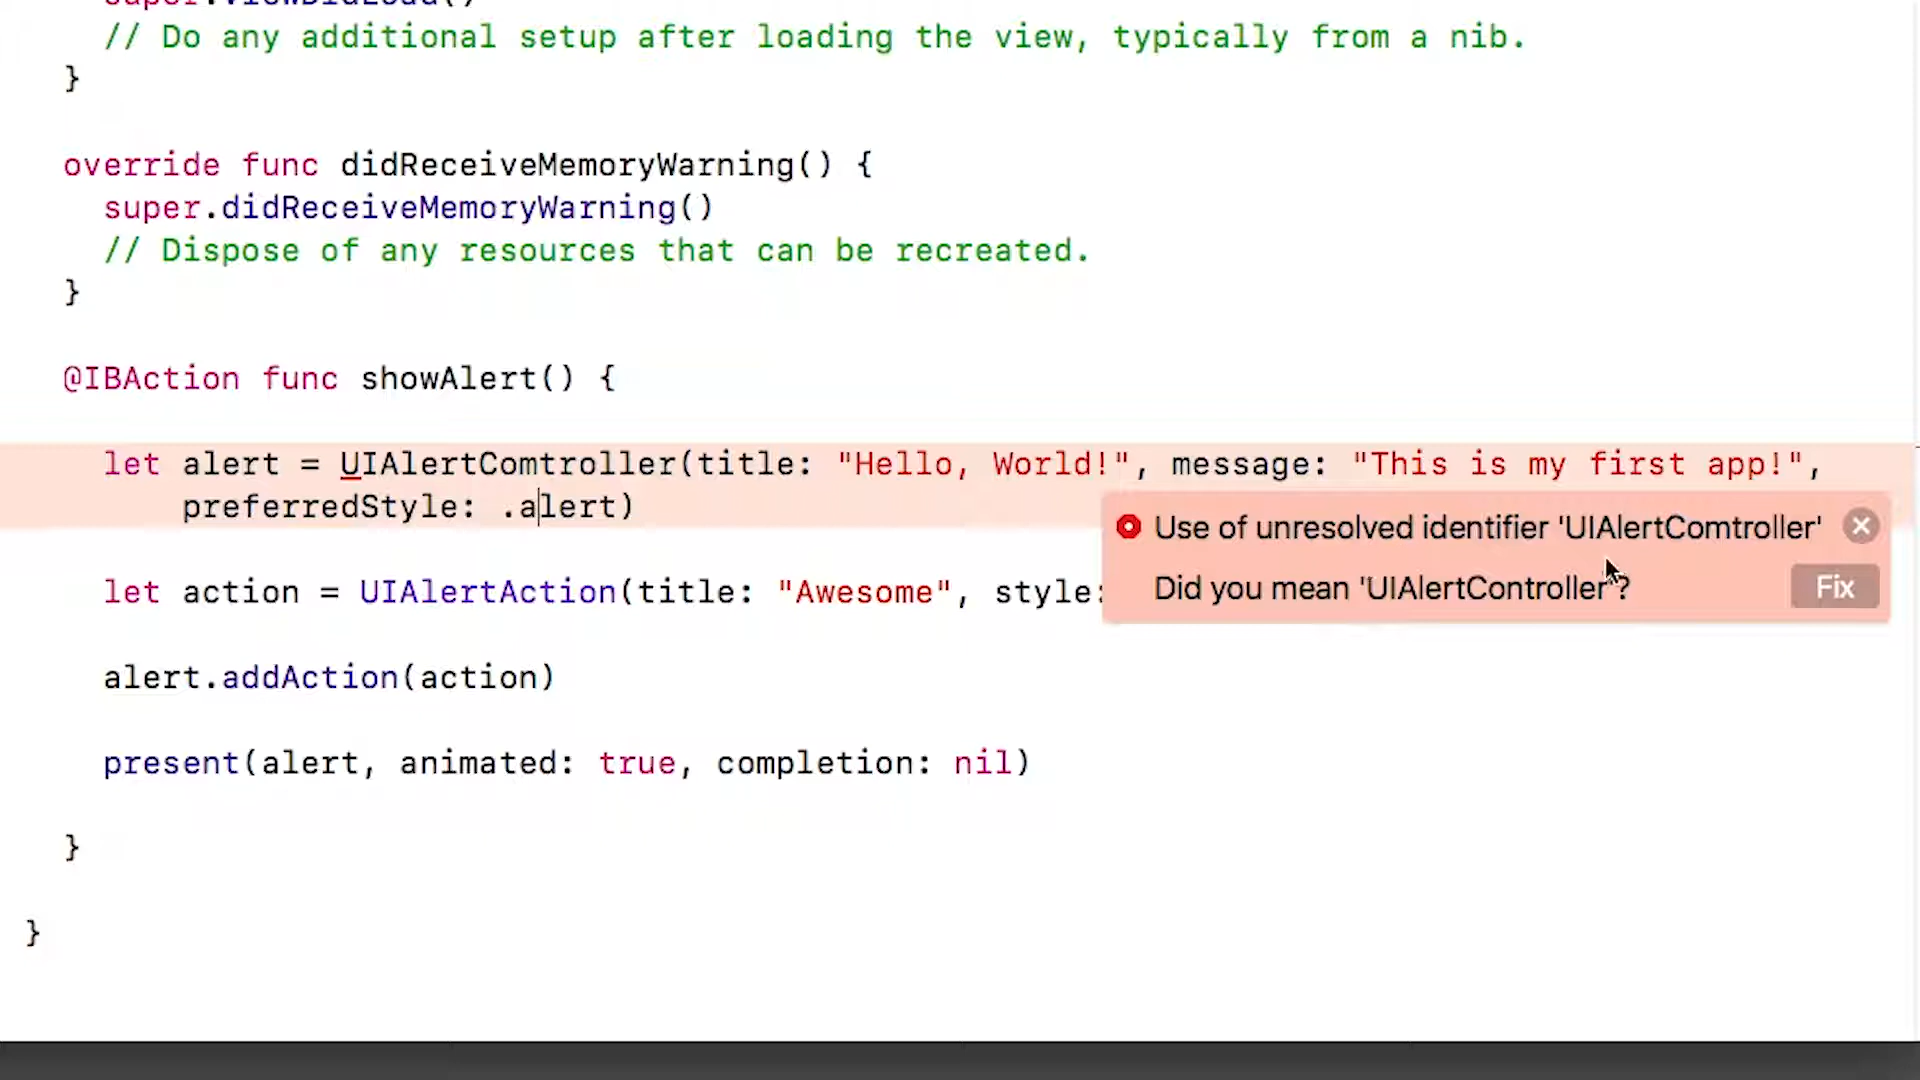 super.viewDidLoad()
// Do any additional setup after loading the view, typically from a nib.
}
override func didReceiveMemoryWarning() {
super.didReceiveMemoryWarning()
// Dispose of any resources that can be recreated.
}
@IBAction func showAlert() {
let alert = UIAlertComtroller(title: "Hello, World!", message: "This is my first app!",
preferredStyle: .alert)
Use of unresolved identifier 'UIAlertComtroller'
Did you mean 'UIAlertController'?
Fix
let action = UIAlertAction(title: "Awesome", style:
alert.addAction(action)
present(alert, animated: true, completion: nil)
}
}